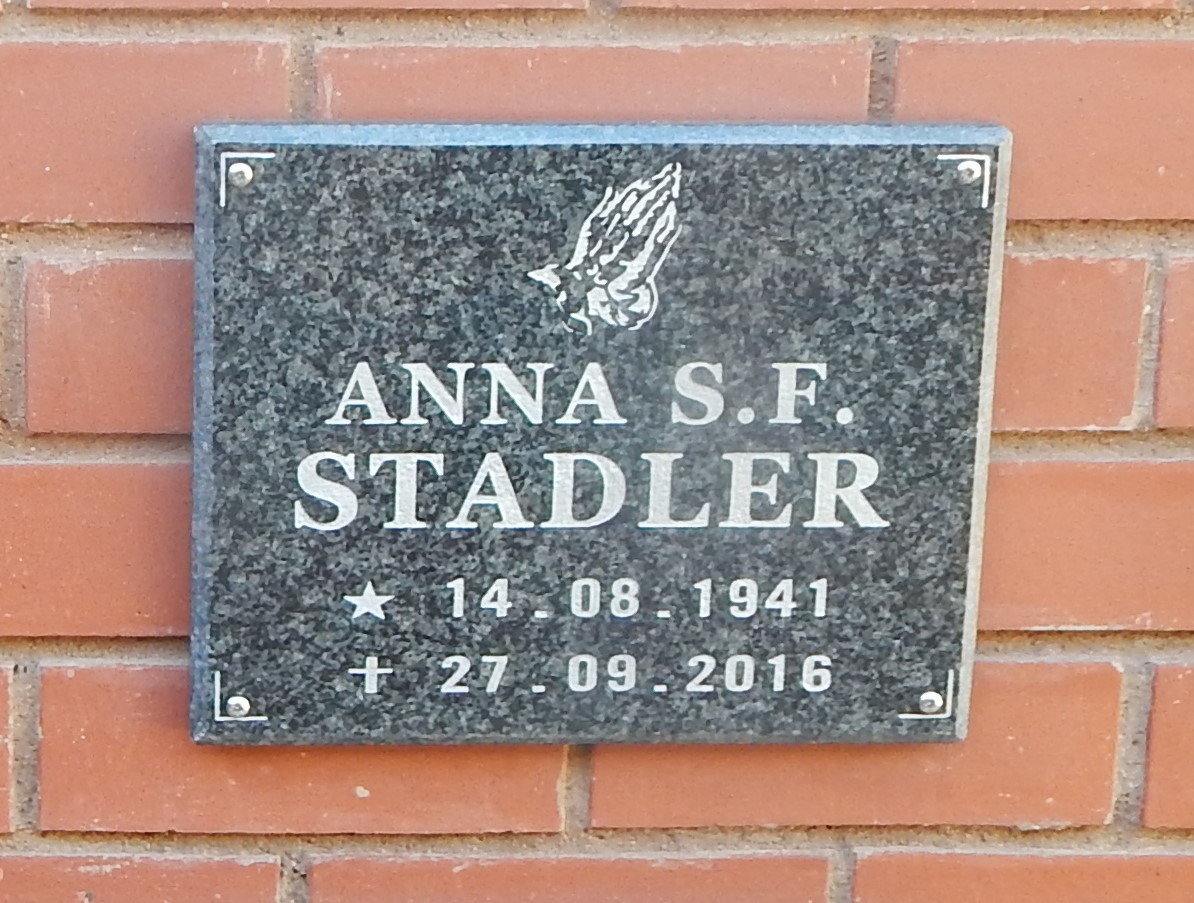 ANNA S.F.
STADLER
★ 14.08.1941
✝ 27.09.2016